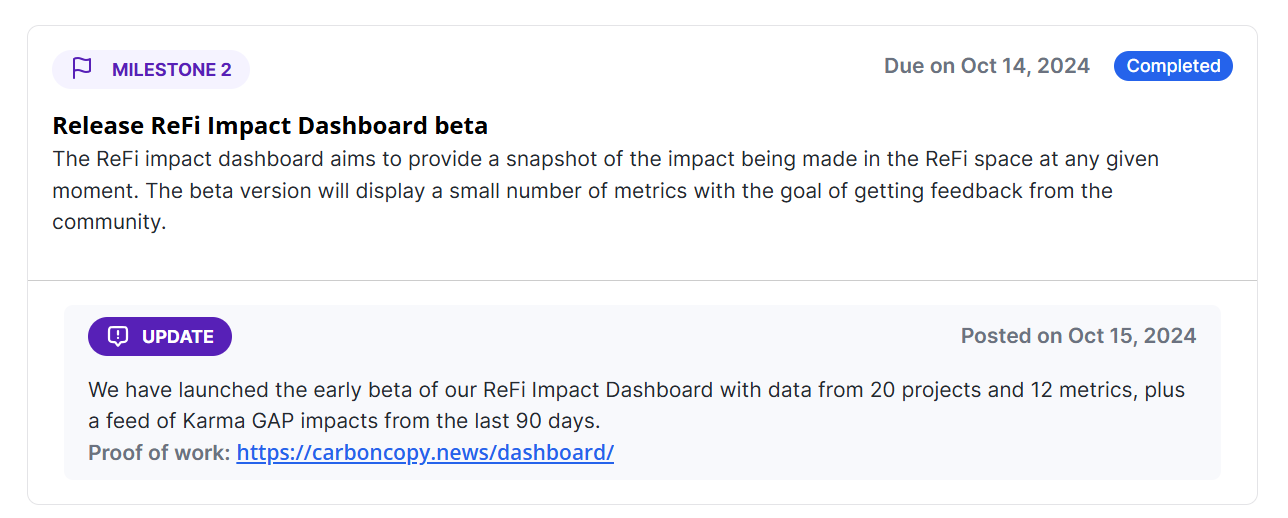 MILESTONE 2
Due on Oct 14, 2024
Completed
Release ReFi Impact Dashboard beta
The ReFi impact dashboard aims to provide a snapshot of the impact being made in the ReFi space at any given
moment. The beta version will display a small number of metrics with the goal of getting feedback from the
community.
UPDATE
Posted on Oct 15, 2024
We have launched the early beta of our ReFi Impact Dashboard with data from 20 projects and 12 metrics, plus
a feed of Karma GAP impacts from the last 90 days.
Proof of work: https://carboncopy.news/dashboard/